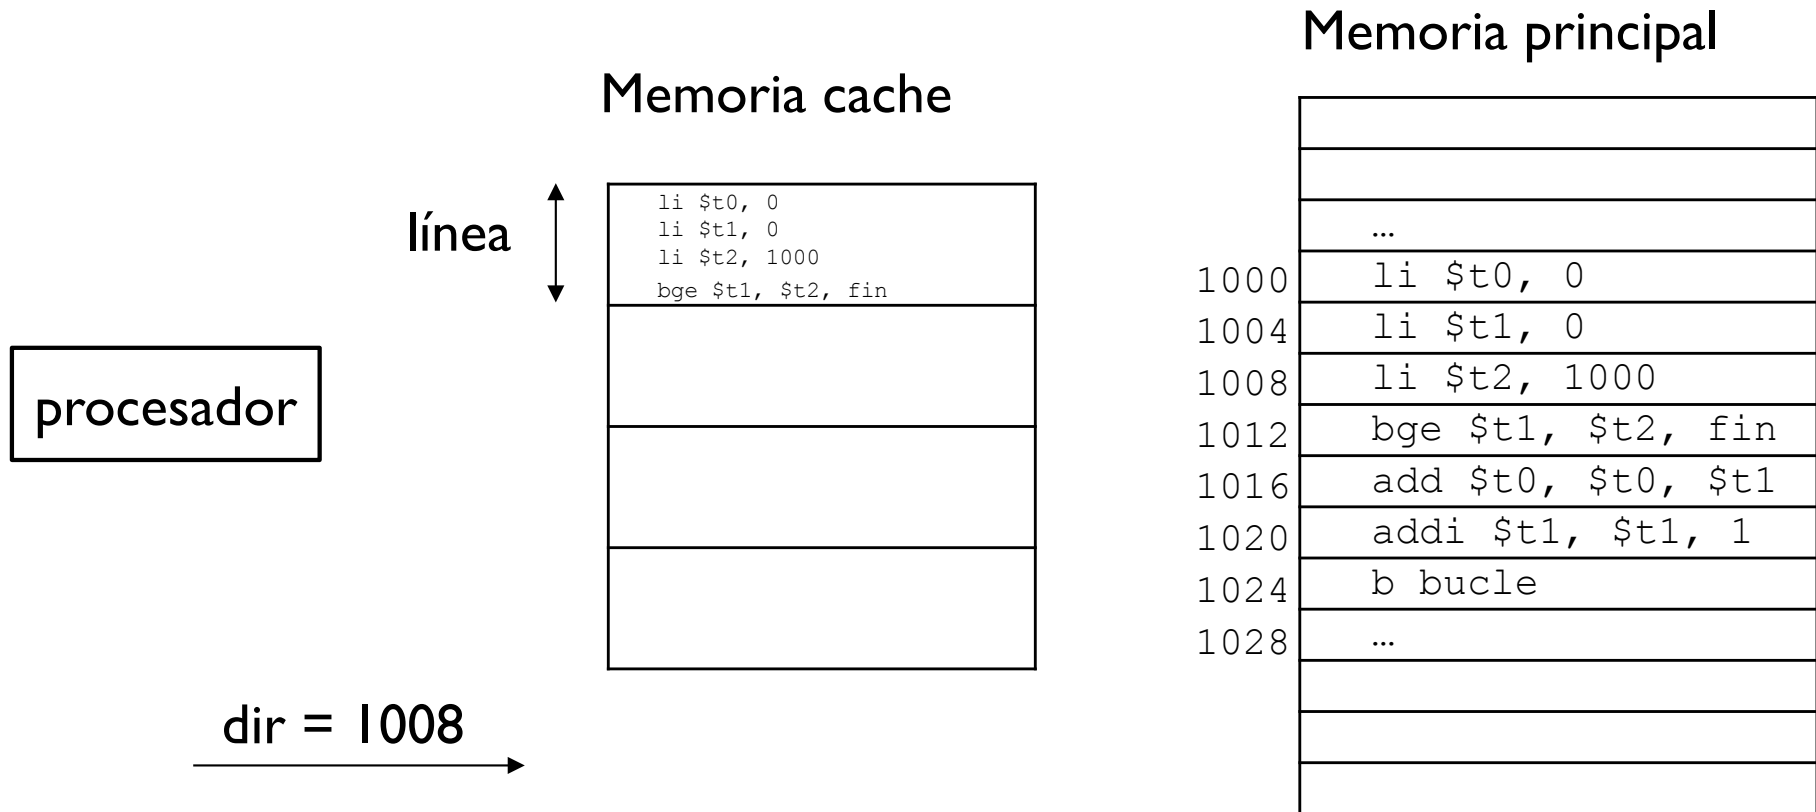 Memoria principal
Memoria cache
línea
li $t0, 0
li $t1, 0
li $t2, 1000
bge $t1, $t2, fin
procesador
dir = 1008
…
1000 li $t0, 0
1004 li $t1, 0
1008 li $t2, 1000
1012 bge $t1, $t2, fin
1016 add $t0, $t0, $t1
1020 addi $t1, $t1, 1
1024 b bucle
1028 …